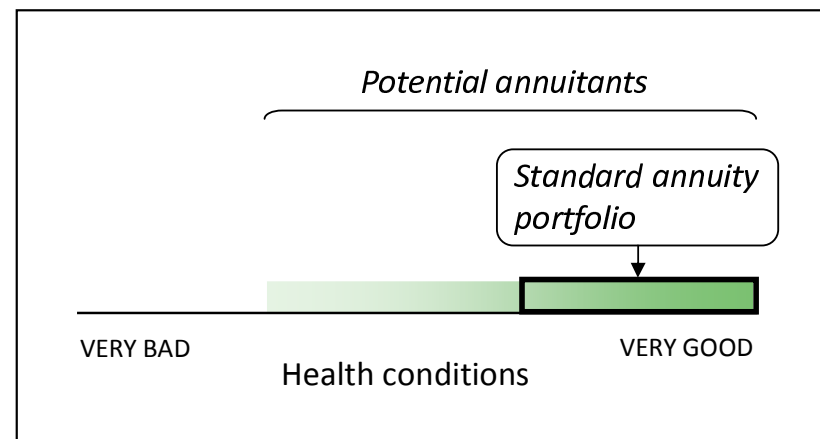 Potential annuitants
Standard annuity
portfolio
VERY BAD
VERY GOOD
Health conditions